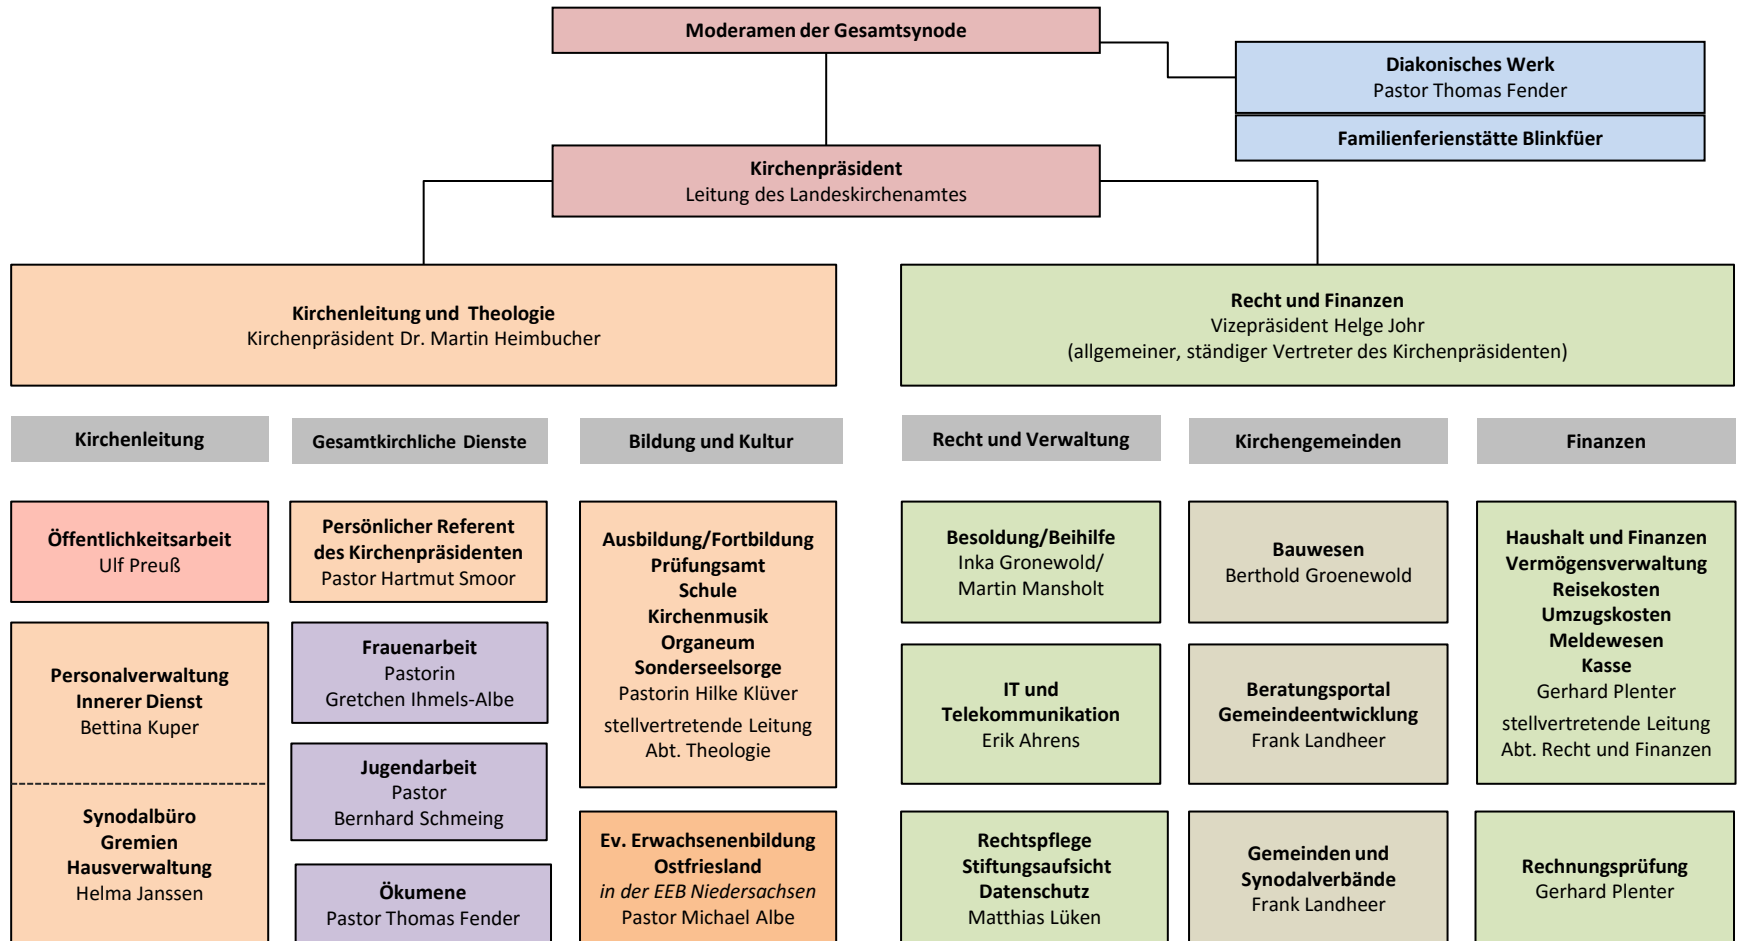 Moderamen der Gesamtsynode
Diakonisches Werk
Pastor Thomas Fender
Familienferienstätte Blinkfüer
Kirchenpräsident
Leitung des Landeskirchenamtes
Kirchenleitung und Theologie
Kirchenpräsident Dr. Martin Heimbucher
Recht und Finanzen
Vizepräsident Helge Johr
(allgemeiner, ständiger Vertreter des Kirchenpräsidenten)
Kirchenleitung
Gesamtkirchliche Dienste
Bildung und Kultur
Recht und Verwaltung
Kirchengemeinden
Finanzen
Öffentlichkeitsarbeit
Ulf Preuß
Personalverwaltung
Innerer Dienst
Bettina Kuper
Synodalbüro
Gremien
Hausverwaltung
Helma Janssen
Persönlicher Referent
des Kirchenpräsidenten
Pastor Hartmut Smoor
Frauenarbeit
Pastorin
Gretchen Ihmels-Albe
Jugendarbeit
Pastor
Bernhard Schmeing
Ökumene
Pastor Thomas Fender
Ausbildung/Fortbildung
Prüfungsamt
Schule
Kirchenmusik
Organeum
Sonderseelsorge
Pastorin Hilke Klüver
stellvertretende Leitung
Abt. Theologie
Ev. Erwachsenenbildung
Ostfriesland
in der EEB Niedersachsen
Pastor Michael Albe
Besoldung/Beihilfe
Inka Gronewold/
Martin Mansholt
IT und
Telekommunikation
Erik Ahrens
Rechtspflege
Stiftungsaufsicht
Datenschutz
Matthias Lüken
Bauwesen
Berthold Groenewold
Beratungsportal
Gemeindeentwicklung
Frank Landheer
Gemeinden und
Synodalverbände
Frank Landheer
Haushalt und Finanzen
Vermögensverwaltung
Reisekosten
Umzugskosten
Meldewesen
Kasse
Gerhard Plenter
stellvertretende Leitung
Abt. Recht und Finanzen
Rechnungsprüfung
Gerhard Plenter